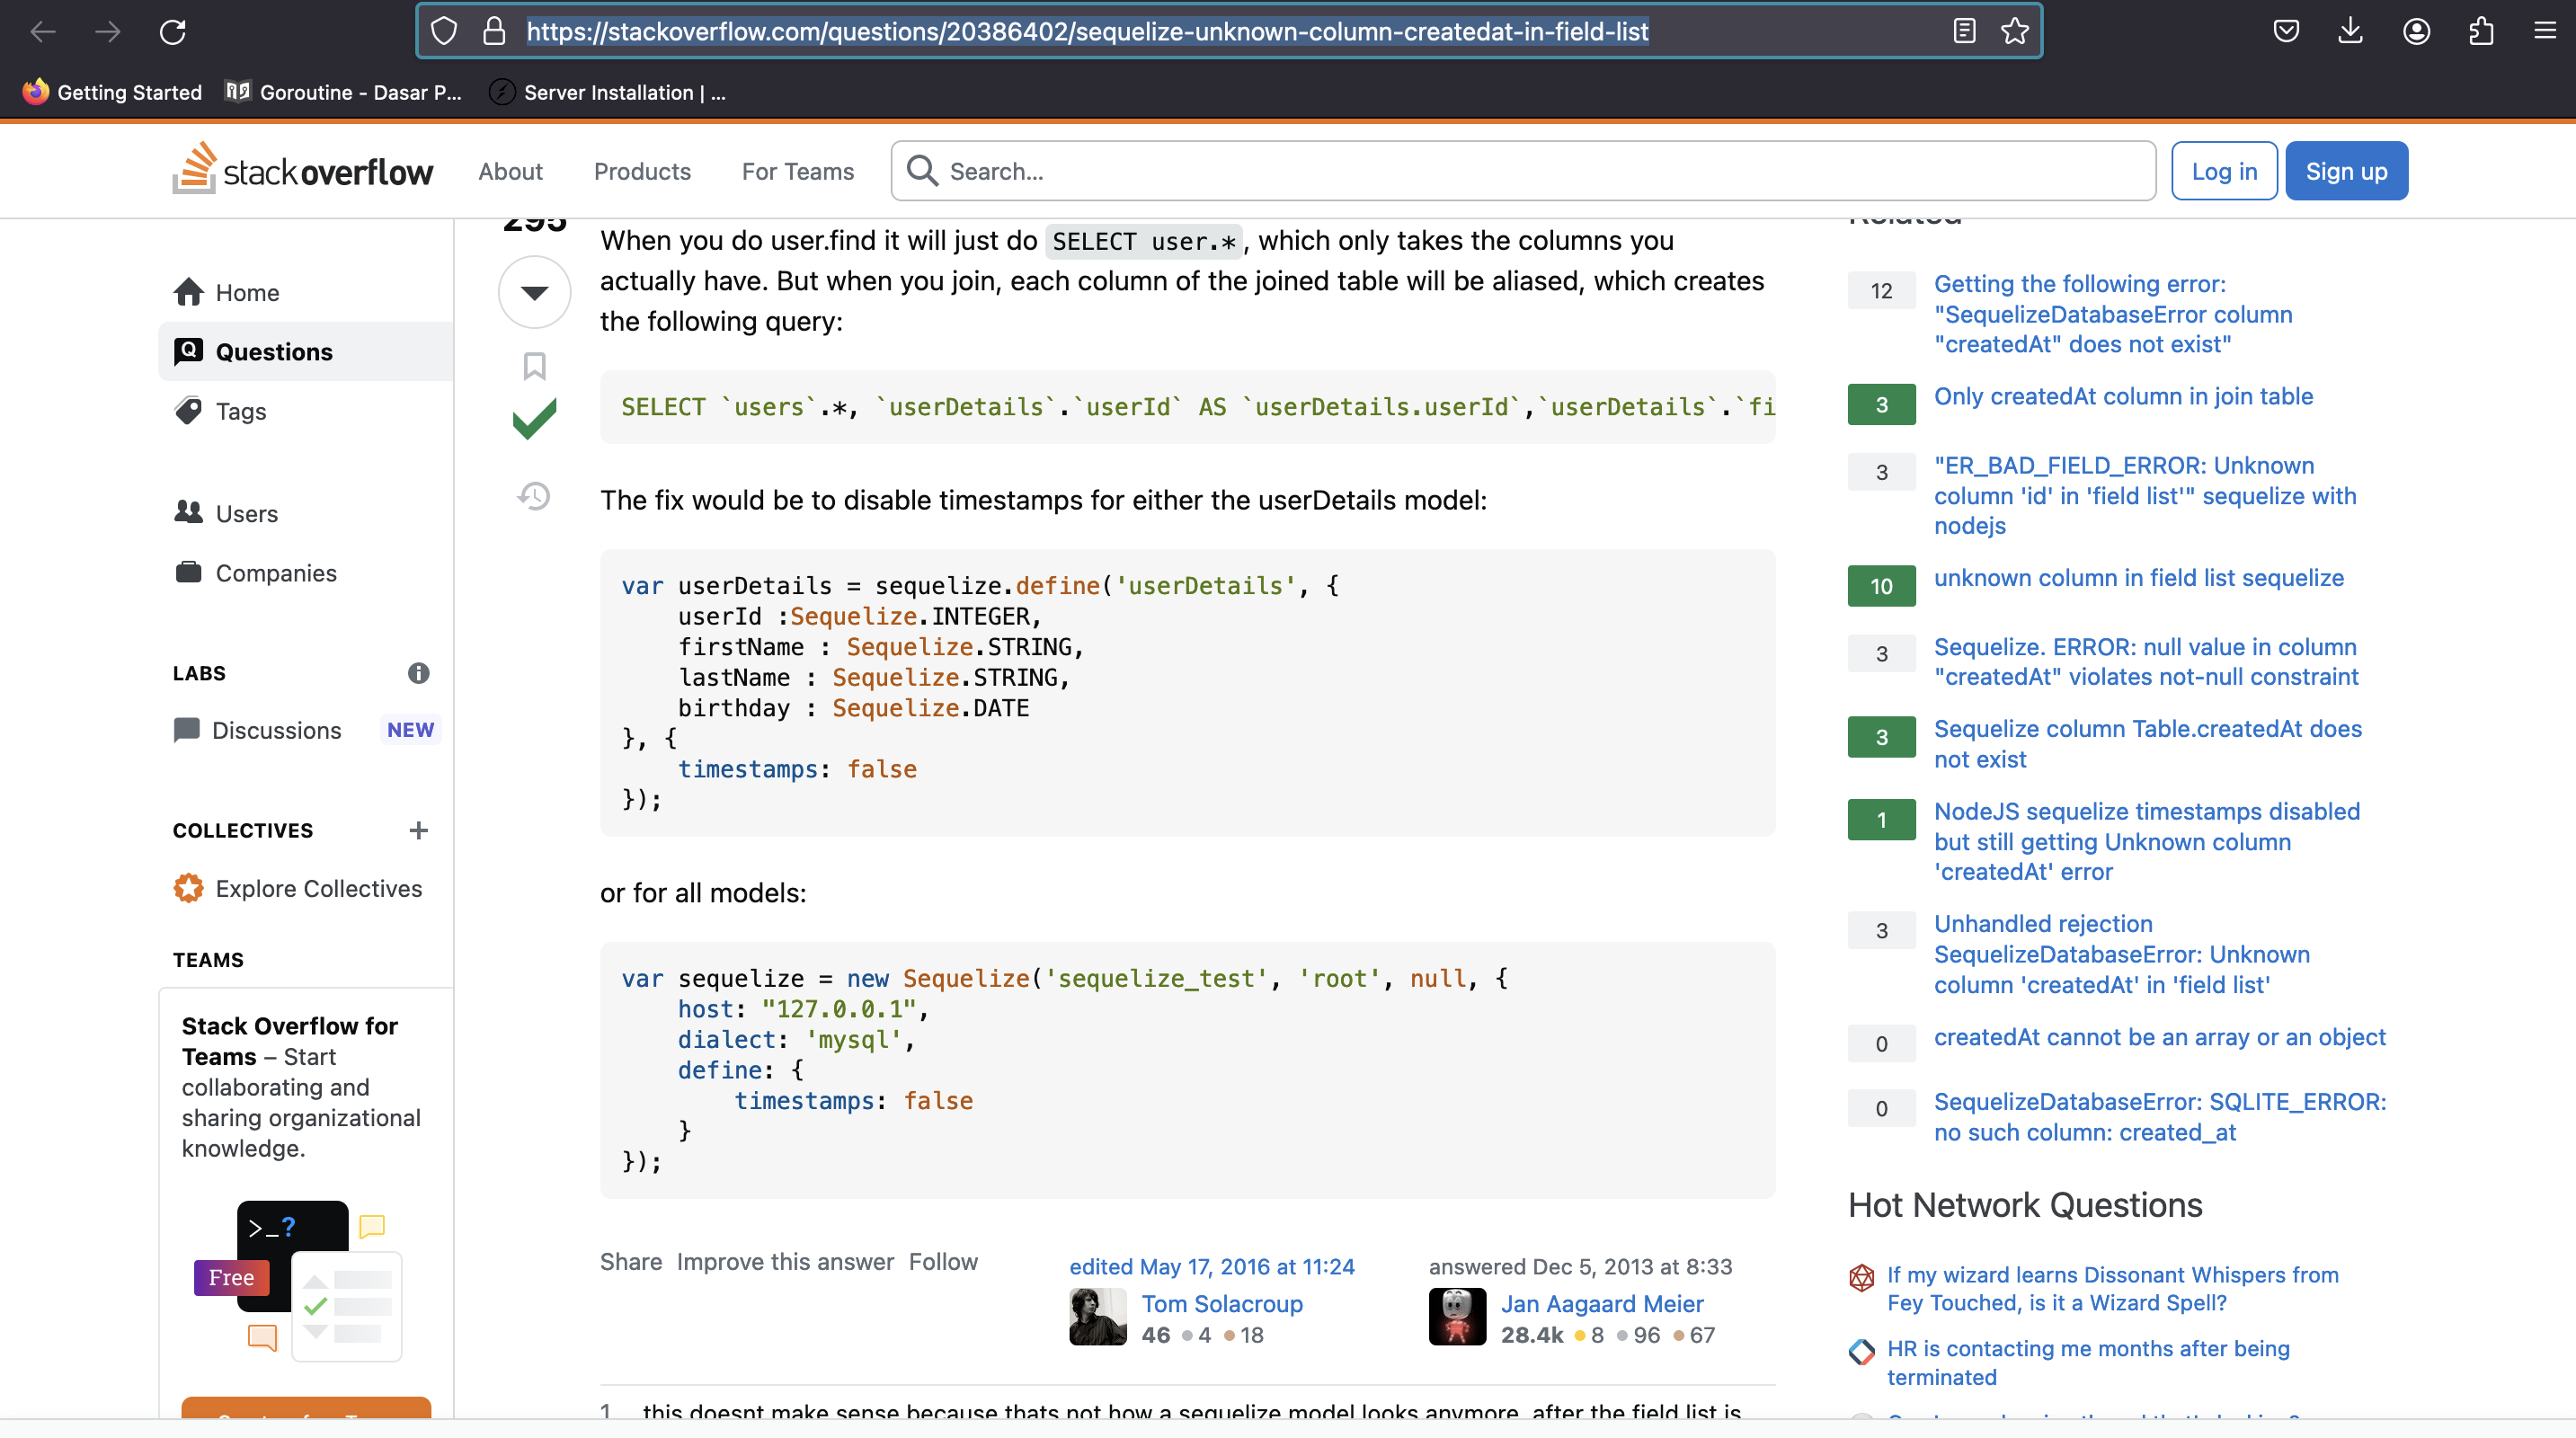 https://stackoverflow.com/questions/20386402/sequelize-unknown-column-createdat-in-field-list
Getting Started
Goroutine - Dasar P...
Server Installation | ...
stack overflow
About
Products
For Teams
Search...
Log in
Sign up
Home
Questions
Tags
Users
Companies
LABS
Discussions
NEW
COLLECTIVES
Explore Collectives
TEAMS
Stack Overflow for
Teams – Start
collaborating and
sharing organizational
knowledge.
>_?
Free
295
When you do user.find it will just do SELECT user.*, which only takes the columns you
actually have. But when you join, each column of the joined table will be aliased, which creates
the following query:
SELECT `users`.*, `userDetails`.`userId` AS `userDetails.userId`,`userDetails`.`fi
The fix would be to disable timestamps for either the userDetails model:
var userDetails = sequelize.define('userDetails', {
userId :Sequelize.INTEGER,
firstName : Sequelize.STRING,
lastName : Sequelize.STRING,
birthday : Sequelize.DATE
}, {
timestamps: false
});
or for all models:
var sequelize = new Sequelize('sequelize_test', 'root', null, {
host: "127.0.0.1",
dialect: 'mysql',
define: {
timestamps: false
}
});
Share
Improve this answer
Follow
edited May 17, 2016 at 11:24
Tom Solacroup
46 ●4 ●18
answered Dec 5, 2013 at 8:33
Jan Aagaard Meier
28.4k ●8 ●96 ●67
1 this doesnt make sense because thats not how a sequelize model looks anymore. after the field list is
Related
12
Getting the following error:
"SequelizeDatabaseError column
"createdAt" does not exist"
3
Only createdAt column in join table
3
"ER_BAD_FIELD_ERROR: Unknown
column 'id' in 'field list'" sequelize with
nodejs
10
unknown column in field list sequelize
3
Sequelize. ERROR: null value in column
"createdAt" violates not-null constraint
3
Sequelize column Table.createdAt does
not exist
1
NodeJS sequelize timestamps disabled
but still getting Unknown column
'createdAt' error
3
Unhandled rejection
SequelizeDatabaseError: Unknown
column 'createdAt' in 'field list'
0
createdAt cannot be an array or an object
0
SequelizeDatabaseError: SQLITE_ERROR:
no such column: created_at
Hot Network Questions
If my wizard learns Dissonant Whispers from
Fey Touched, is it a Wizard Spell?
HR is contacting me months after being
terminated